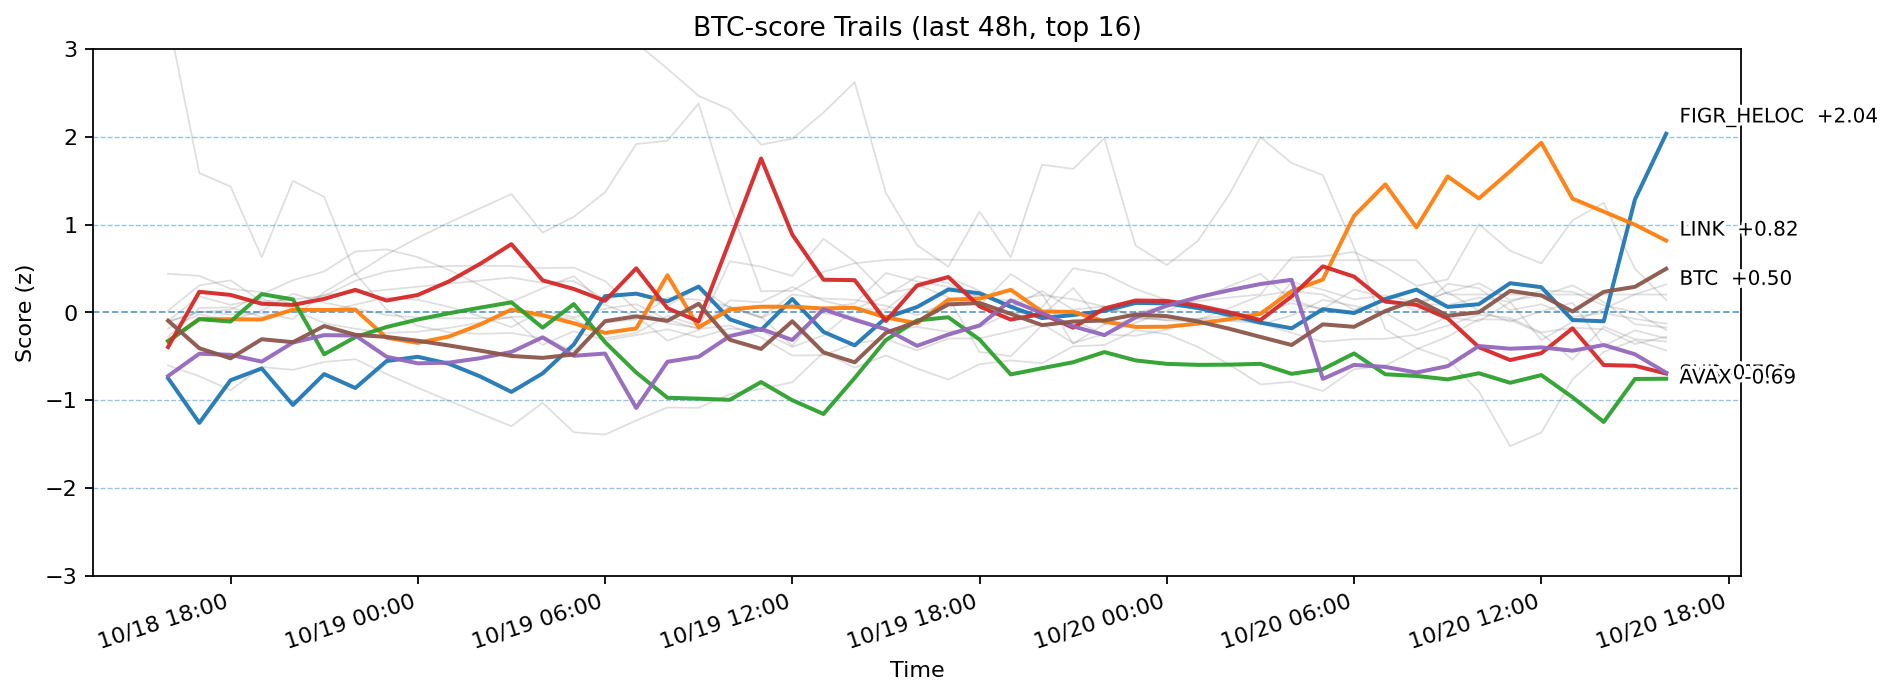 BTC-score Trails (last 48h, top 16)
3
2
1
0
−1
−2
−3
Score (z)
FIGR_HELOC +2.04
LINK +0.82
BTC +0.50
AVAX -0.69
10/18 18:00
10/19 00:00
10/19 06:00
10/19 12:00
10/19 18:00
10/20 00:00
10/20 06:00
10/20 12:00
10/20 18:00
Time